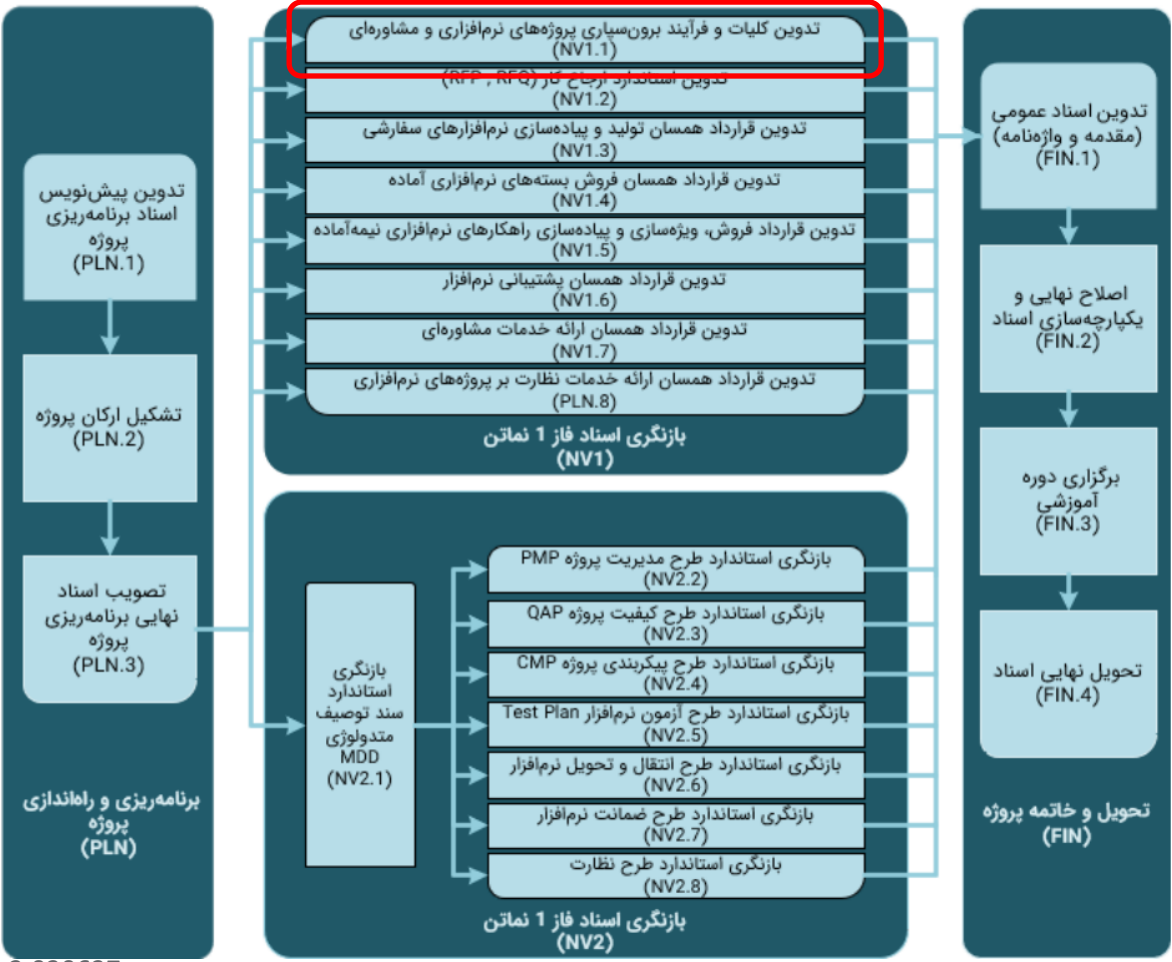 تدوین پیش‌نویس
اسناد برنامه‌ریزی
پروژه
(PLN.1)
تشکیل ارکان پروژه
(PLN.2)
تصویب اسناد
نهایی برنامه‌ریزی
پروژه
(PLN.3)
برنامه‌ریزی و راه‌اندازی
پروژه
(PLN)
تدوین کلیات و فرآیند برون‌سپاری پروژه‌های نرم‌افزاری و مشاوره‌ای
(NV1.1)
تدوین استاندارد ارجاع کار (RFP , RFQ)
(NV1.2)
تدوین قرارداد همسان تولید و پیاده‌سازی نرم‌افزارهای سفارشی
(NV1.3)
تدوین قرارداد همسان فروش بسته‌های نرم‌افزاری آماده
(NV1.4)
تدوین قرارداد فروش، ویژه‌سازی و پیاده‌سازی راهکارهای نرم‌افزاری نیمه‌آماده
(NV1.5)
تدوین قرارداد همسان پشتیبانی نرم‌افزار
(NV1.6)
تدوین قرارداد همسان ارائه خدمات مشاوره‌ای
(NV1.7)
تدوین قرارداد همسان ارائه خدمات نظارت بر پروژه‌های نرم‌افزاری
(PLN.8)
بازنگری اسناد فاز 1 نماتن
(NV1)
بازنگری
استاندارد
سند توصیف
متدولوژی
MDD
(NV2.1)
بازنگری استاندارد طرح مدیریت پروژه PMP
(NV2.2)
بازنگری استاندارد طرح کیفیت پروژه QAP
(NV2.3)
بازنگری استاندارد طرح پیکربندی پروژه CMP
(NV2.4)
بازنگری استاندارد طرح آزمون نرم‌افزار Test Plan
(NV2.5)
بازنگری استاندارد طرح انتقال و تحویل نرم‌افزار
(NV2.6)
بازنگری استاندارد طرح ضمانت نرم‌افزار
(NV2.7)
بازنگری استاندارد طرح نظارت
(NV2.8)
بازنگری اسناد فاز 1 نماتن
(NV2)
تدوین اسناد عمومی
(مقدمه و واژه‌نامه)
(FIN.1)
اصلاح نهایی و
یکپارچه‌سازی اسناد
(FIN.2)
برگزاری دوره
آموزشی
(FIN.3)
تحویل نهایی اسناد
(FIN.4)
تحویل و خاتمه پروژه
(FIN)